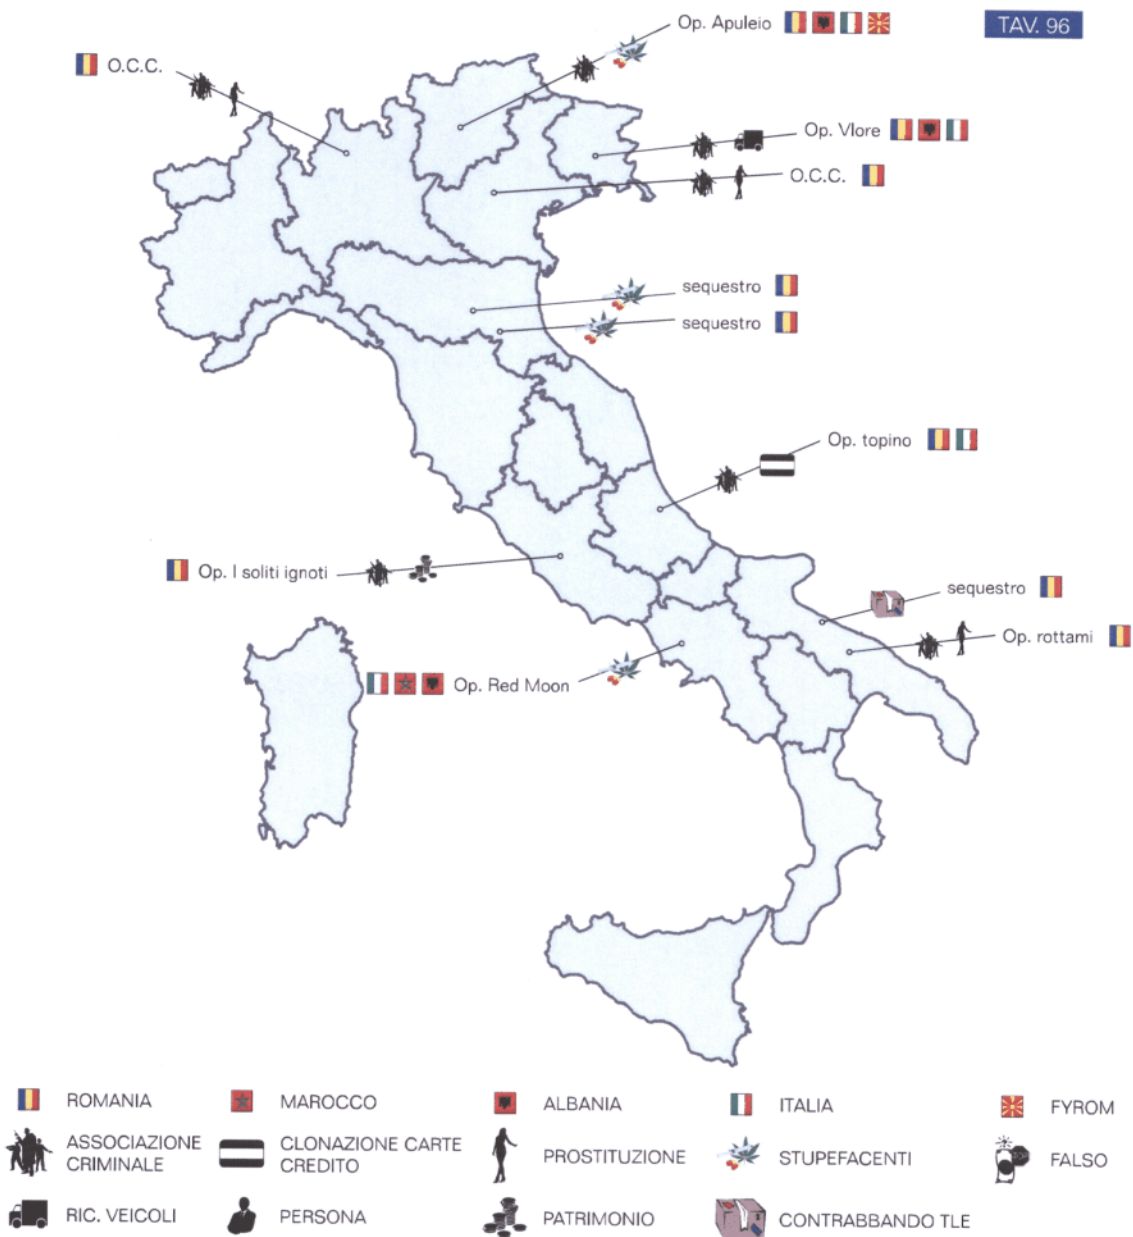 Op. Apuleio
TAV. 96
O.C.C.
Op. Vlore
O.C.C.
sequestro
sequestro
Op. topino
Op. I soliti ignoti
sequestro
Op. rottami
Op. Red Moon
ROMANIA
MAROCCO
ALBANIA
ITALIA
FYROM
ASSOCIAZIONE
CRIMINALE
CLONAZIONE CARTE
CREDITO
PROSTITUZIONE
STUPEFACENTI
FALSO
RIC. VEICOLI
PERSONA
PATRIMONIO
CONTRABBANDO TLE